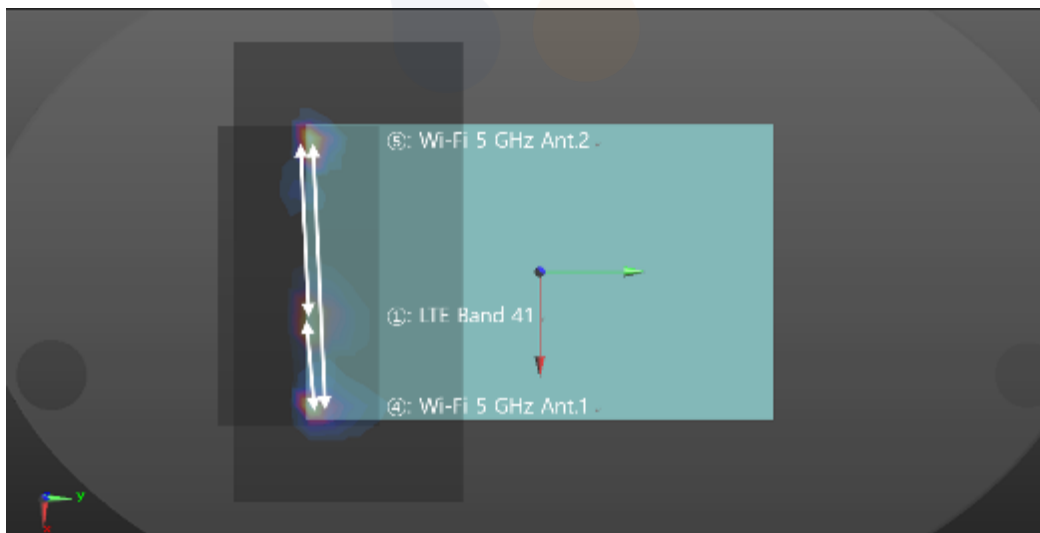 ⑤: Wi-Fi 5 GHz Ant.2
①: LTE Band 41
④: Wi-Fi 5 GHz Ant.1
y
x